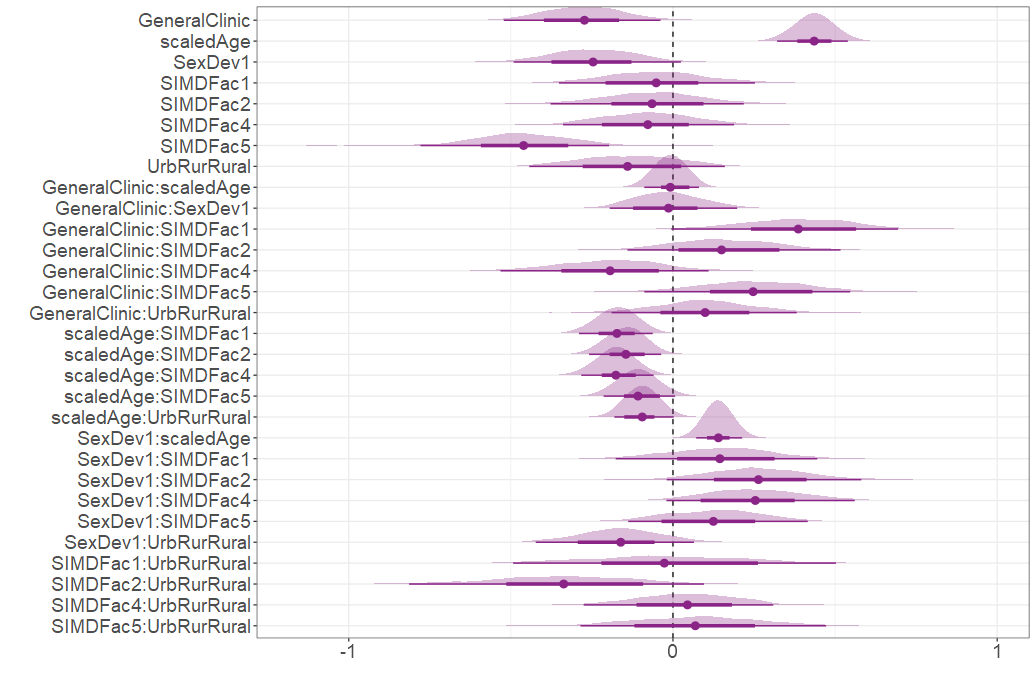 GeneralClinic
scaledAge
SexDev1
SIMDFac1
SIMDFac2
SIMDFac4
SIMDFac5
UrbRurRural
GeneralClinic:scaledAge
GeneralClinic:SexDev1
GeneralClinic:SIMDFac1
GeneralClinic:SIMDFac2
GeneralClinic:SIMDFac4
GeneralClinic:SIMDFac5
GeneralClinic:UrbRurRural
scaledAge:SIMDFac1
scaledAge:SIMDFac2
scaledAge:SIMDFac4
scaledAge:SIMDFac5
scaledAge:UrbRurRural
SexDev1:scaledAge
SexDev1:SIMDFac1
SexDev1:SIMDFac2
SexDev1:SIMDFac4
SexDev1:SIMDFac5
SexDev1:UrbRurRural
SIMDFac1:UrbRurRural
SIMDFac2:UrbRurRural
SIMDFac4:UrbRurRural
SIMDFac5:UrbRurRural
-1 0 1